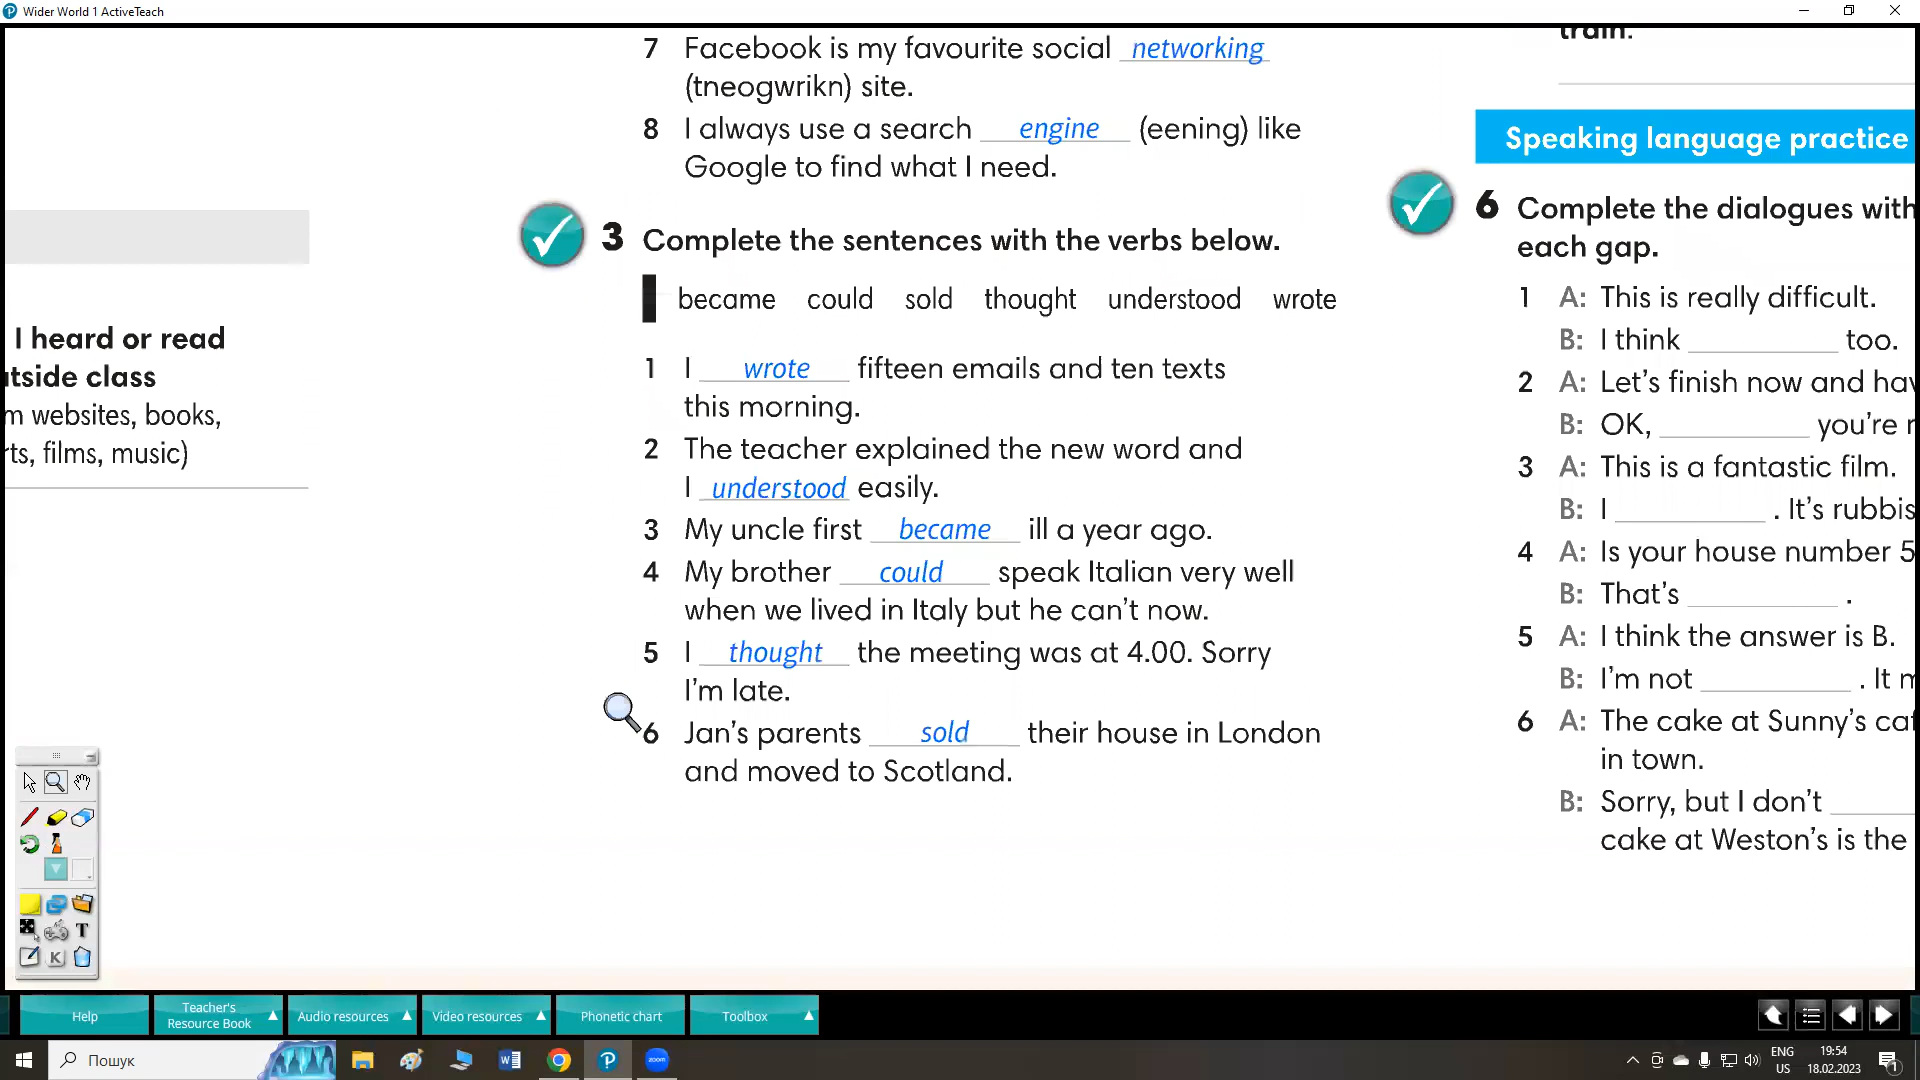 Wider World 1 ActiveTeach
7 Facebook is my favourite social networking
(tneogwrikn) site.
8 I always use a search engine (eening) like
Google to find what I need.
3 Complete the sentences with the verbs below.
became could sold thought understood wrote
1 I wrote fifteen emails and ten texts
this morning.
2 The teacher explained the new word and
I understood easily.
3 My uncle first became ill a year ago.
4 My brother could speak Italian very well
when we lived in Italy but he can't now.
5 I thought the meeting was at 4.00. Sorry
I'm late.
6 Jan's parents sold their house in London
and moved to Scotland.
I heard or read
tside class
m websites, books,
rts, films, music)
train.
Speaking language practice
6 Complete the dialogues with
each gap.
1 A: This is really difficult.
B: I think ____ too.
2 A: Let's finish now and hav
B: OK, ____ you're r
3 A: This is a fantastic film.
B: I ____. It's rubbis
4 A: Is your house number 5
B: That's ____.
5 A: I think the answer is B.
B: I'm not ____. It m
6 A: The cake at Sunny's caf
in town.
B: Sorry, but I don't ____
cake at Weston's is the
T
K
Help
Teacher's
Resource Book
Audio resources
Video resources
Phonetic chart
Toolbox
Пошук
zoom
ENG
US
19:54
18.02.2023
1